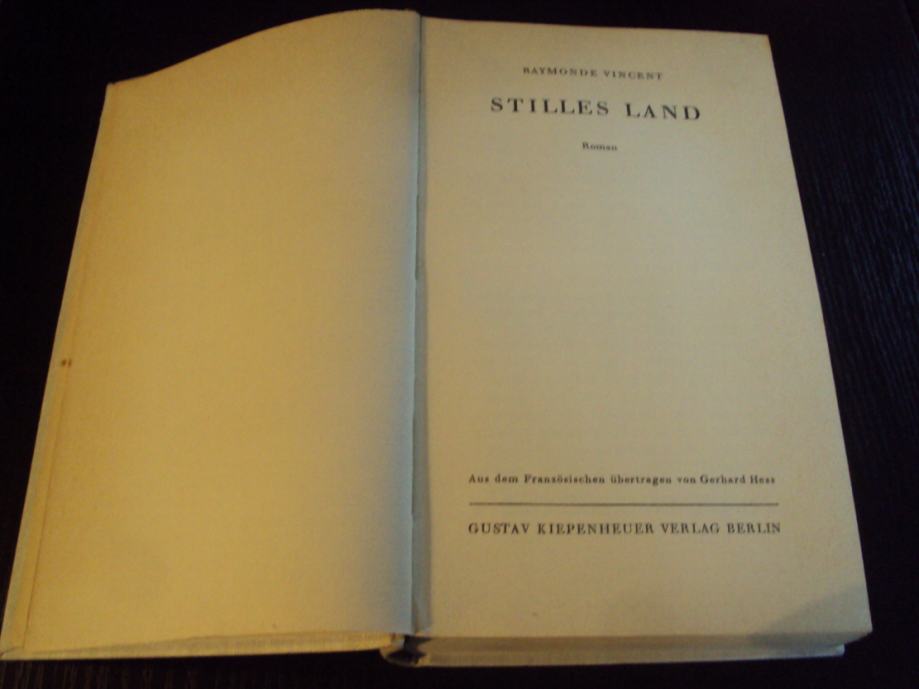 RAYMONDE VINCENT
STILLES LAND
Roman
Aus dem Französischen übertragen von Gerhard Hess
GUSTAV KIEPENHEUER VERLAG BERLIN